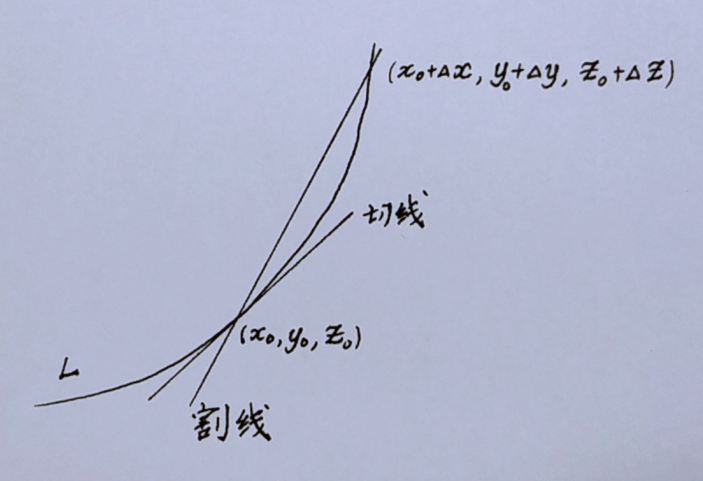 (x₀+Δx, y₀+Δy, z₀+Δz)
切线
(x₀, y₀, z₀)
L
割线